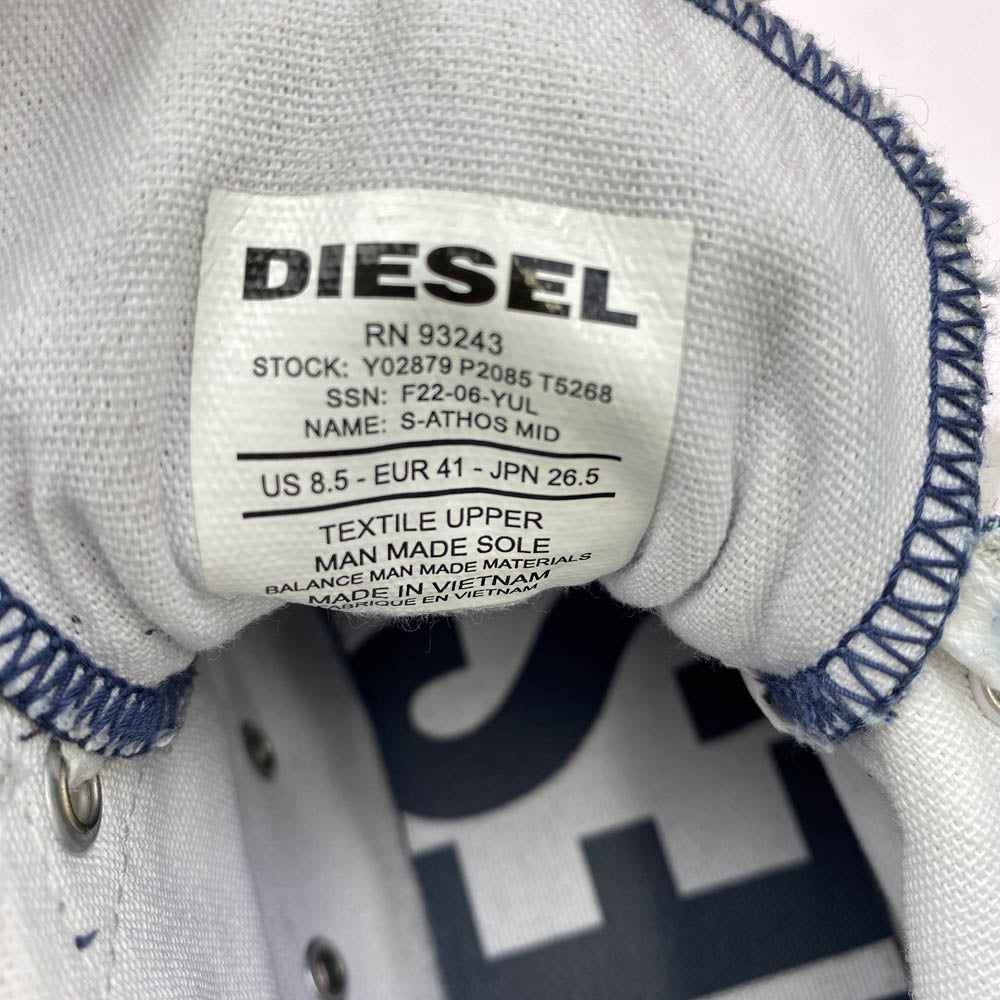 DIESEL
RN 93243
STOCK: Y02879 P2085 T5268
SSN: F22-06-YUL
NAME: S-ATHOS MID
US 8.5 - EUR 41 - JPN 26.5
TEXTILE UPPER
MAN MADE SOLE
BALANCE MAN MADE MATERIALS
MADE IN VIETNAM
FABRIQUE EN VIETNAM